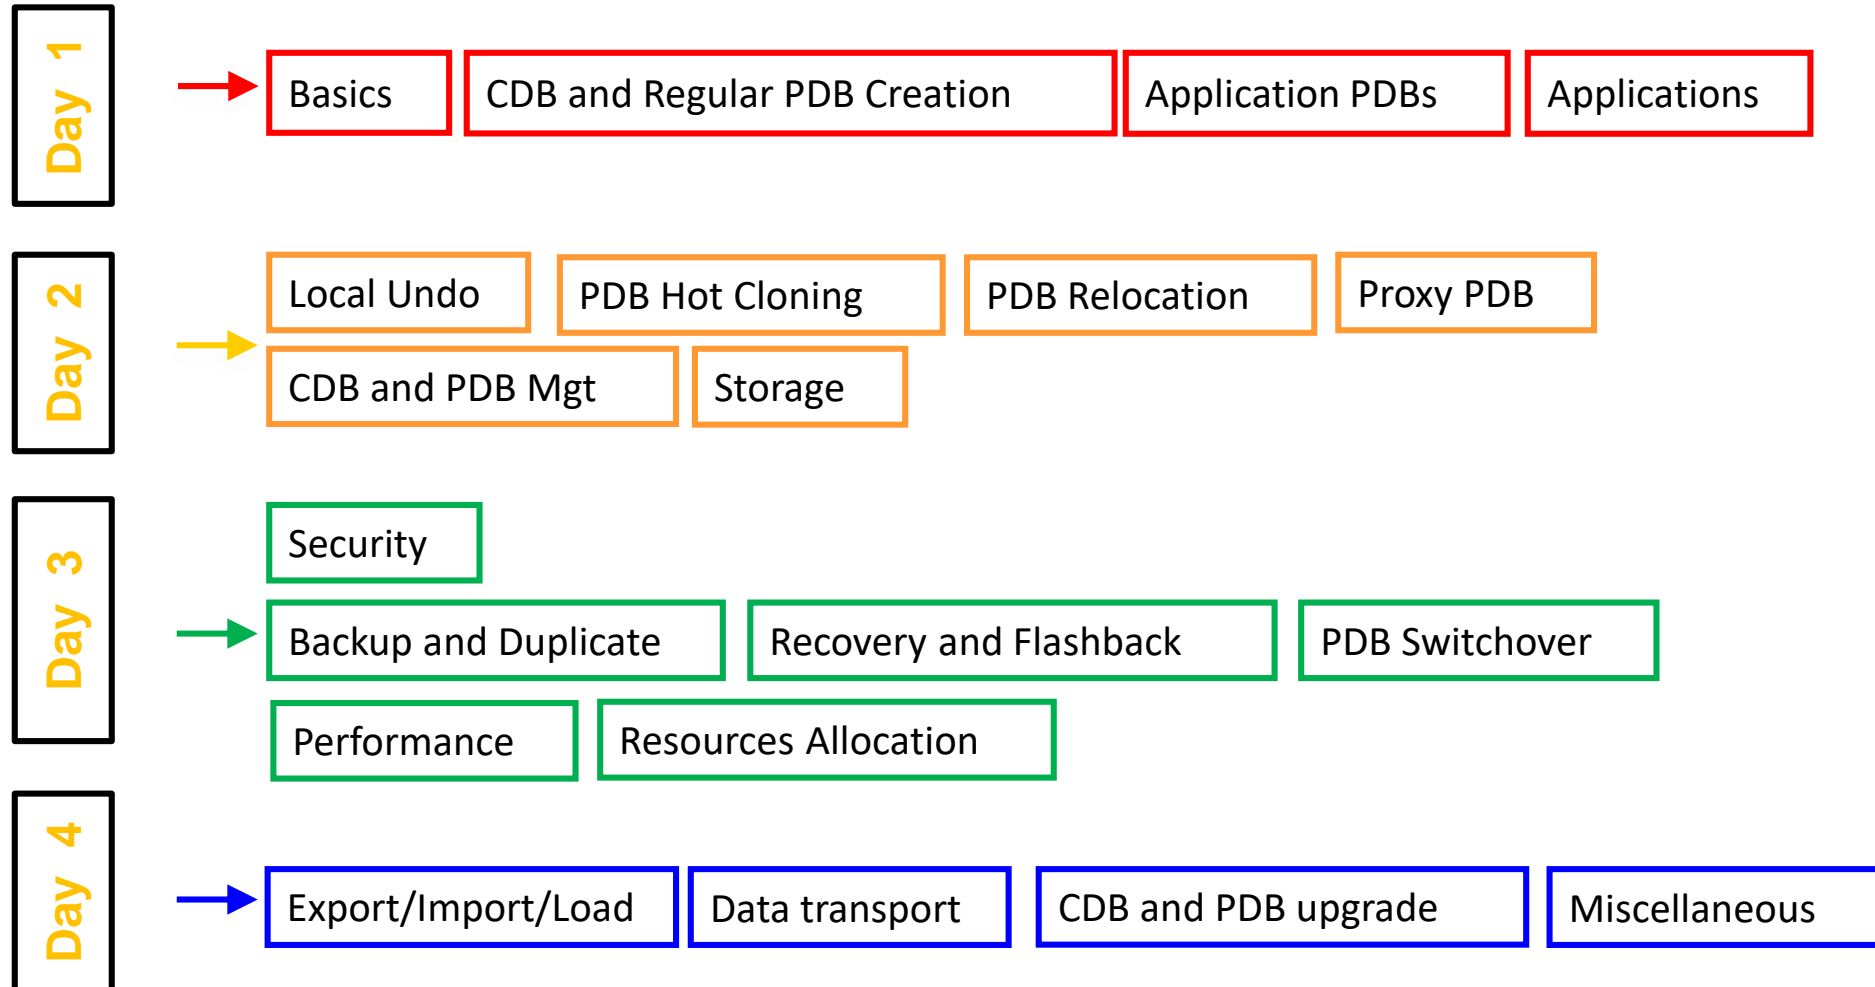 Day 1
Basics
CDB and Regular PDB Creation
Application PDBs
Applications
Day 2
Local Undo
PDB Hot Cloning
PDB Relocation
Proxy PDB
CDB and PDB Mgt
Storage
Day 3
Security
Backup and Duplicate
Recovery and Flashback
PDB Switchover
Performance
Resources Allocation
Day 4
Export/Import/Load
Data transport
CDB and PDB upgrade
Miscellaneous